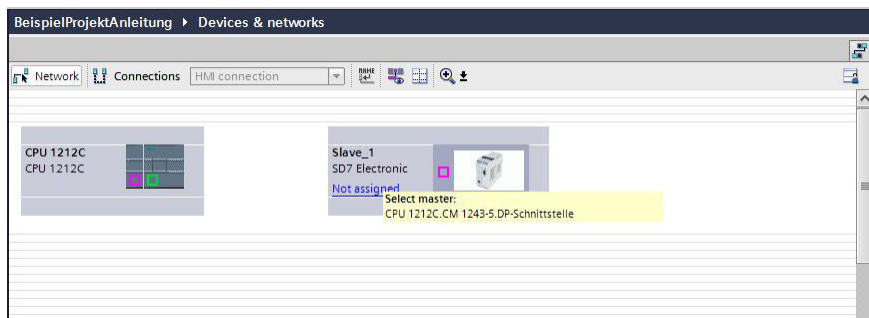 BeispielProjektAnleitung ▸ Devices & networks
Network Connections HMI connection
CPU 1212C
CPU 1212C
Slave_1
SD7 Electronic
Not assigned
Select master:
CPU 1212C.CM 1243-5.DP-Schnittstelle